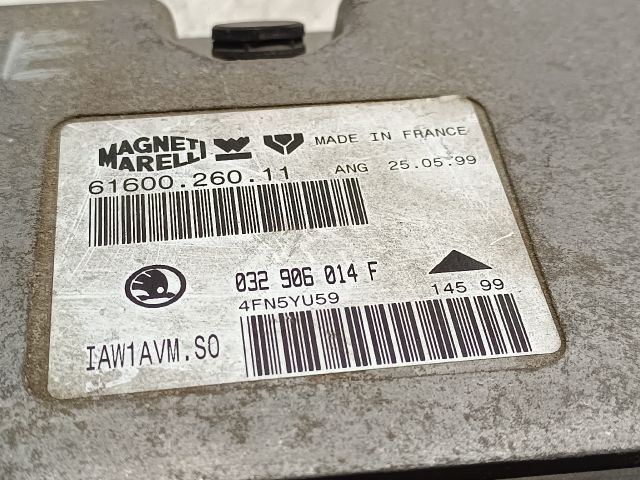 E
MAGNETI
MARELLI
MADE IN FRANCE
61600.260.11
ANG 25.05.99
032 906 014 F
4FN5YU59
145 99
IAW1AVM.S0